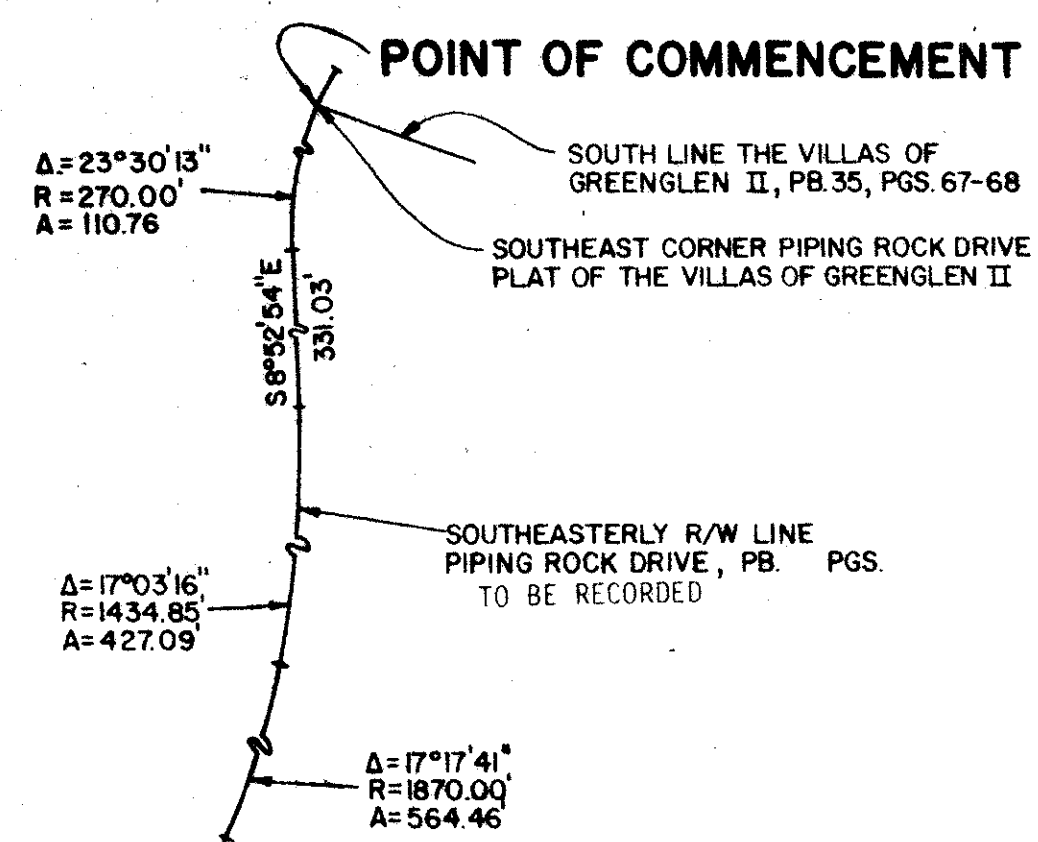 POINT OF COMMENCEMENT
Δ=23°30'13"
R=270.00'
A=110.76
SOUTH LINE THE VILLAS OF
GREENGLEN II, PB.35, PGS.67-68
SOUTHEAST CORNER PIPING ROCK DRIVE
PLAT OF THE VILLAS OF GREENGLEN II
S8°52'54"E
331.03'
SOUTHEASTERLY R/W LINE
PIPING ROCK DRIVE, PB. PGS.
TO BE RECORDED
Δ=17°03'16"
R=1434.85'
A=427.09'
Δ=17°17'41"
R=1870.00'
A=564.46'